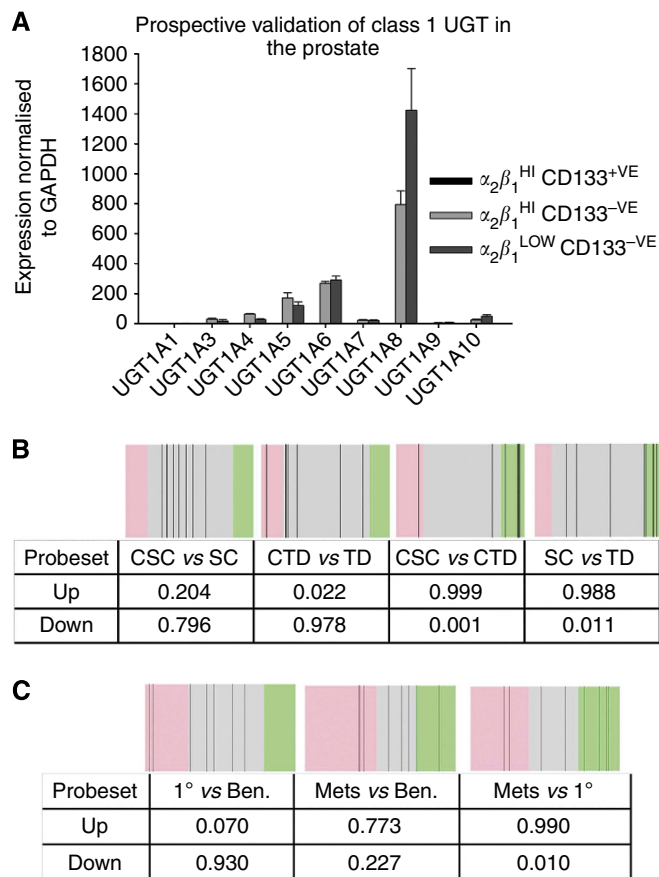 A
Prospective validation of class 1 UGT in
the prostate
Expression normalised
to GAPDH
1800
1600
1400
1200
1000
800
600
400
200
0
α₂β₁ᴴᴵ CD133⁺ⱽᴱ
α₂β₁ᴴᴵ CD133⁻ⱽᴱ
α₂β₁ᴸᴼᵂ CD133⁻ⱽᴱ
UGT1A1
UGT1A3
UGT1A4
UGT1A5
UGT1A6
UGT1A7
UGT1A8
UGT1A9
UGT1A10
B
Probeset CSC vs SC CTD vs TD CSC vs CTD SC vs TD
Up 0.204 0.022 0.999 0.988
Down 0.796 0.978 0.001 0.011
C
Probeset 1° vs Ben. Mets vs Ben. Mets vs 1°
Up 0.070 0.773 0.990
Down 0.930 0.227 0.010